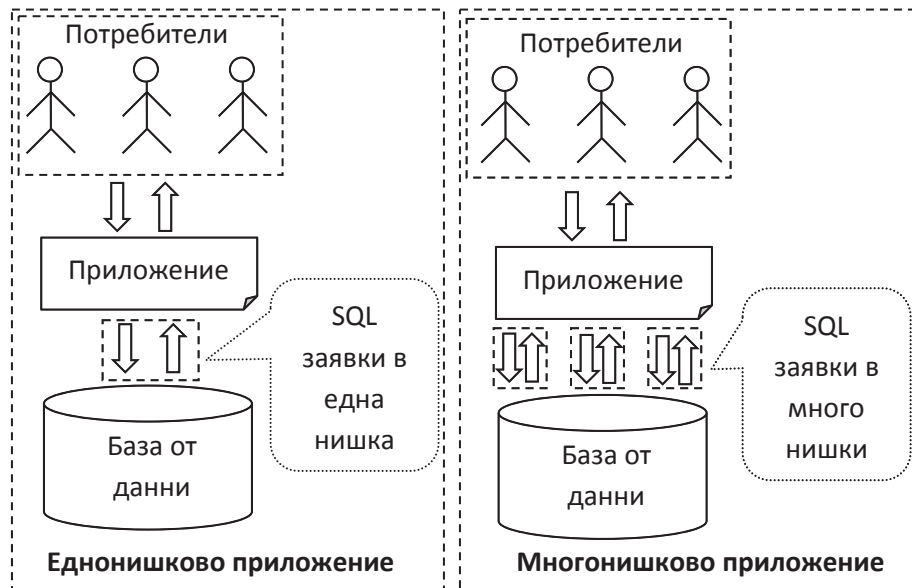 Потребители
Приложение
SQL
заявки в
една
нишка
База от
данни
Еднонишково приложение
Потребители
Приложение
SQL
заявки в
много
нишки
База от
данни
Многонишково приложение